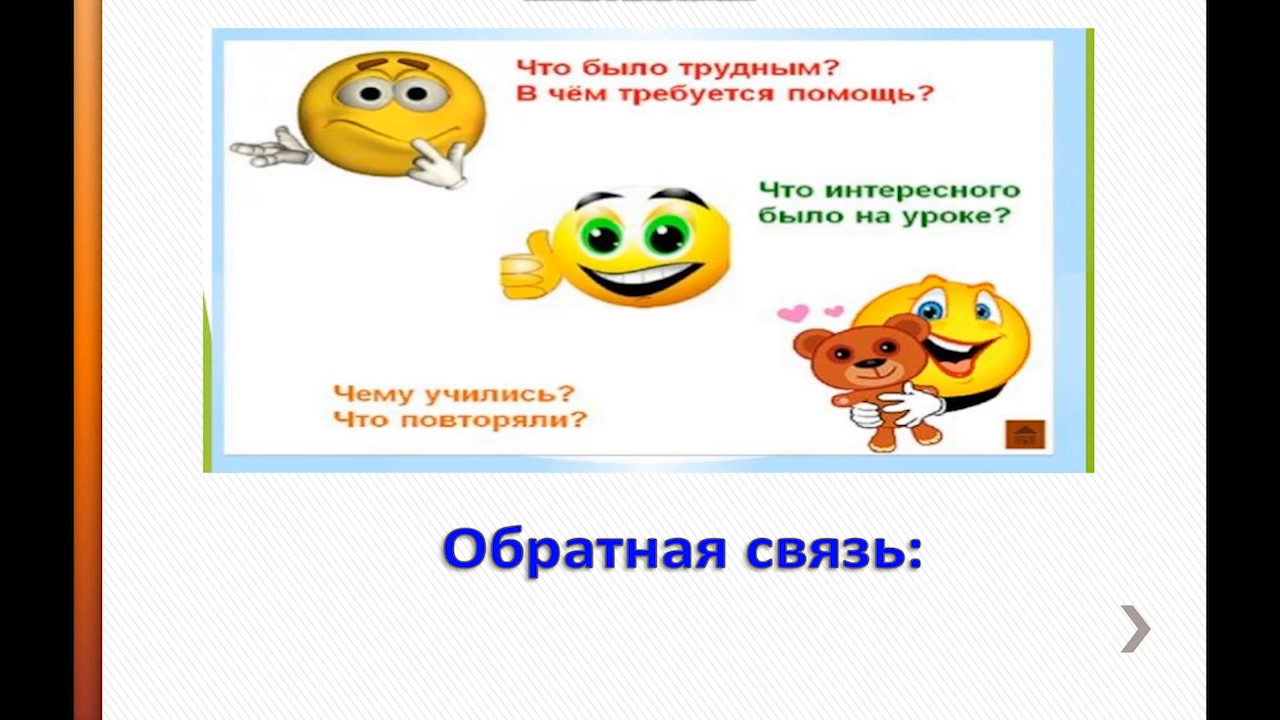 Что было трудным?
В чём требуется помощь?
Что интересного
было на уроке?
Чему учились?
Что повторяли?
Обратная связь: